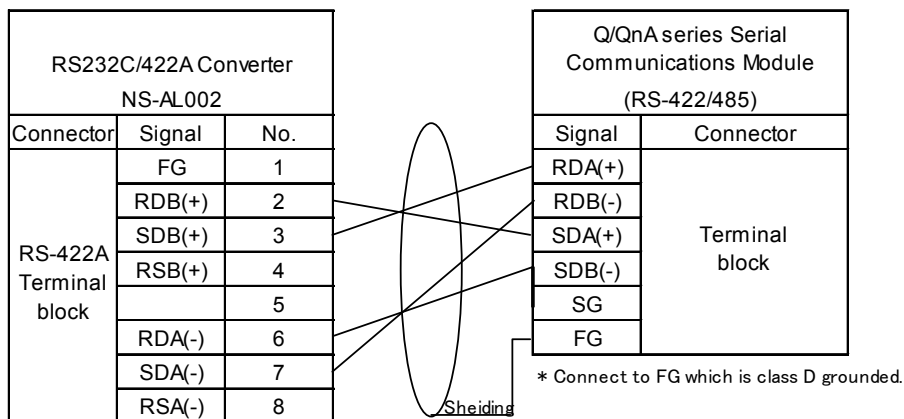 RS232C/422A Converter
NS-AL002
Connector Signal No.
RS-422A
Terminal
block
FG 1
RDB(+) 2
SDB(+) 3
RSB(+) 4
5
RDA(-) 6
SDA(-) 7
RSA(-) 8
Sheiding
Q/QnA series Serial
Communications Module
(RS-422/485)
Signal Connector
RDA(+)
RDB(-)
SDA(+)
SDB(-)
SG
FG
Terminal
block
* Connect to FG which is class D grounded.